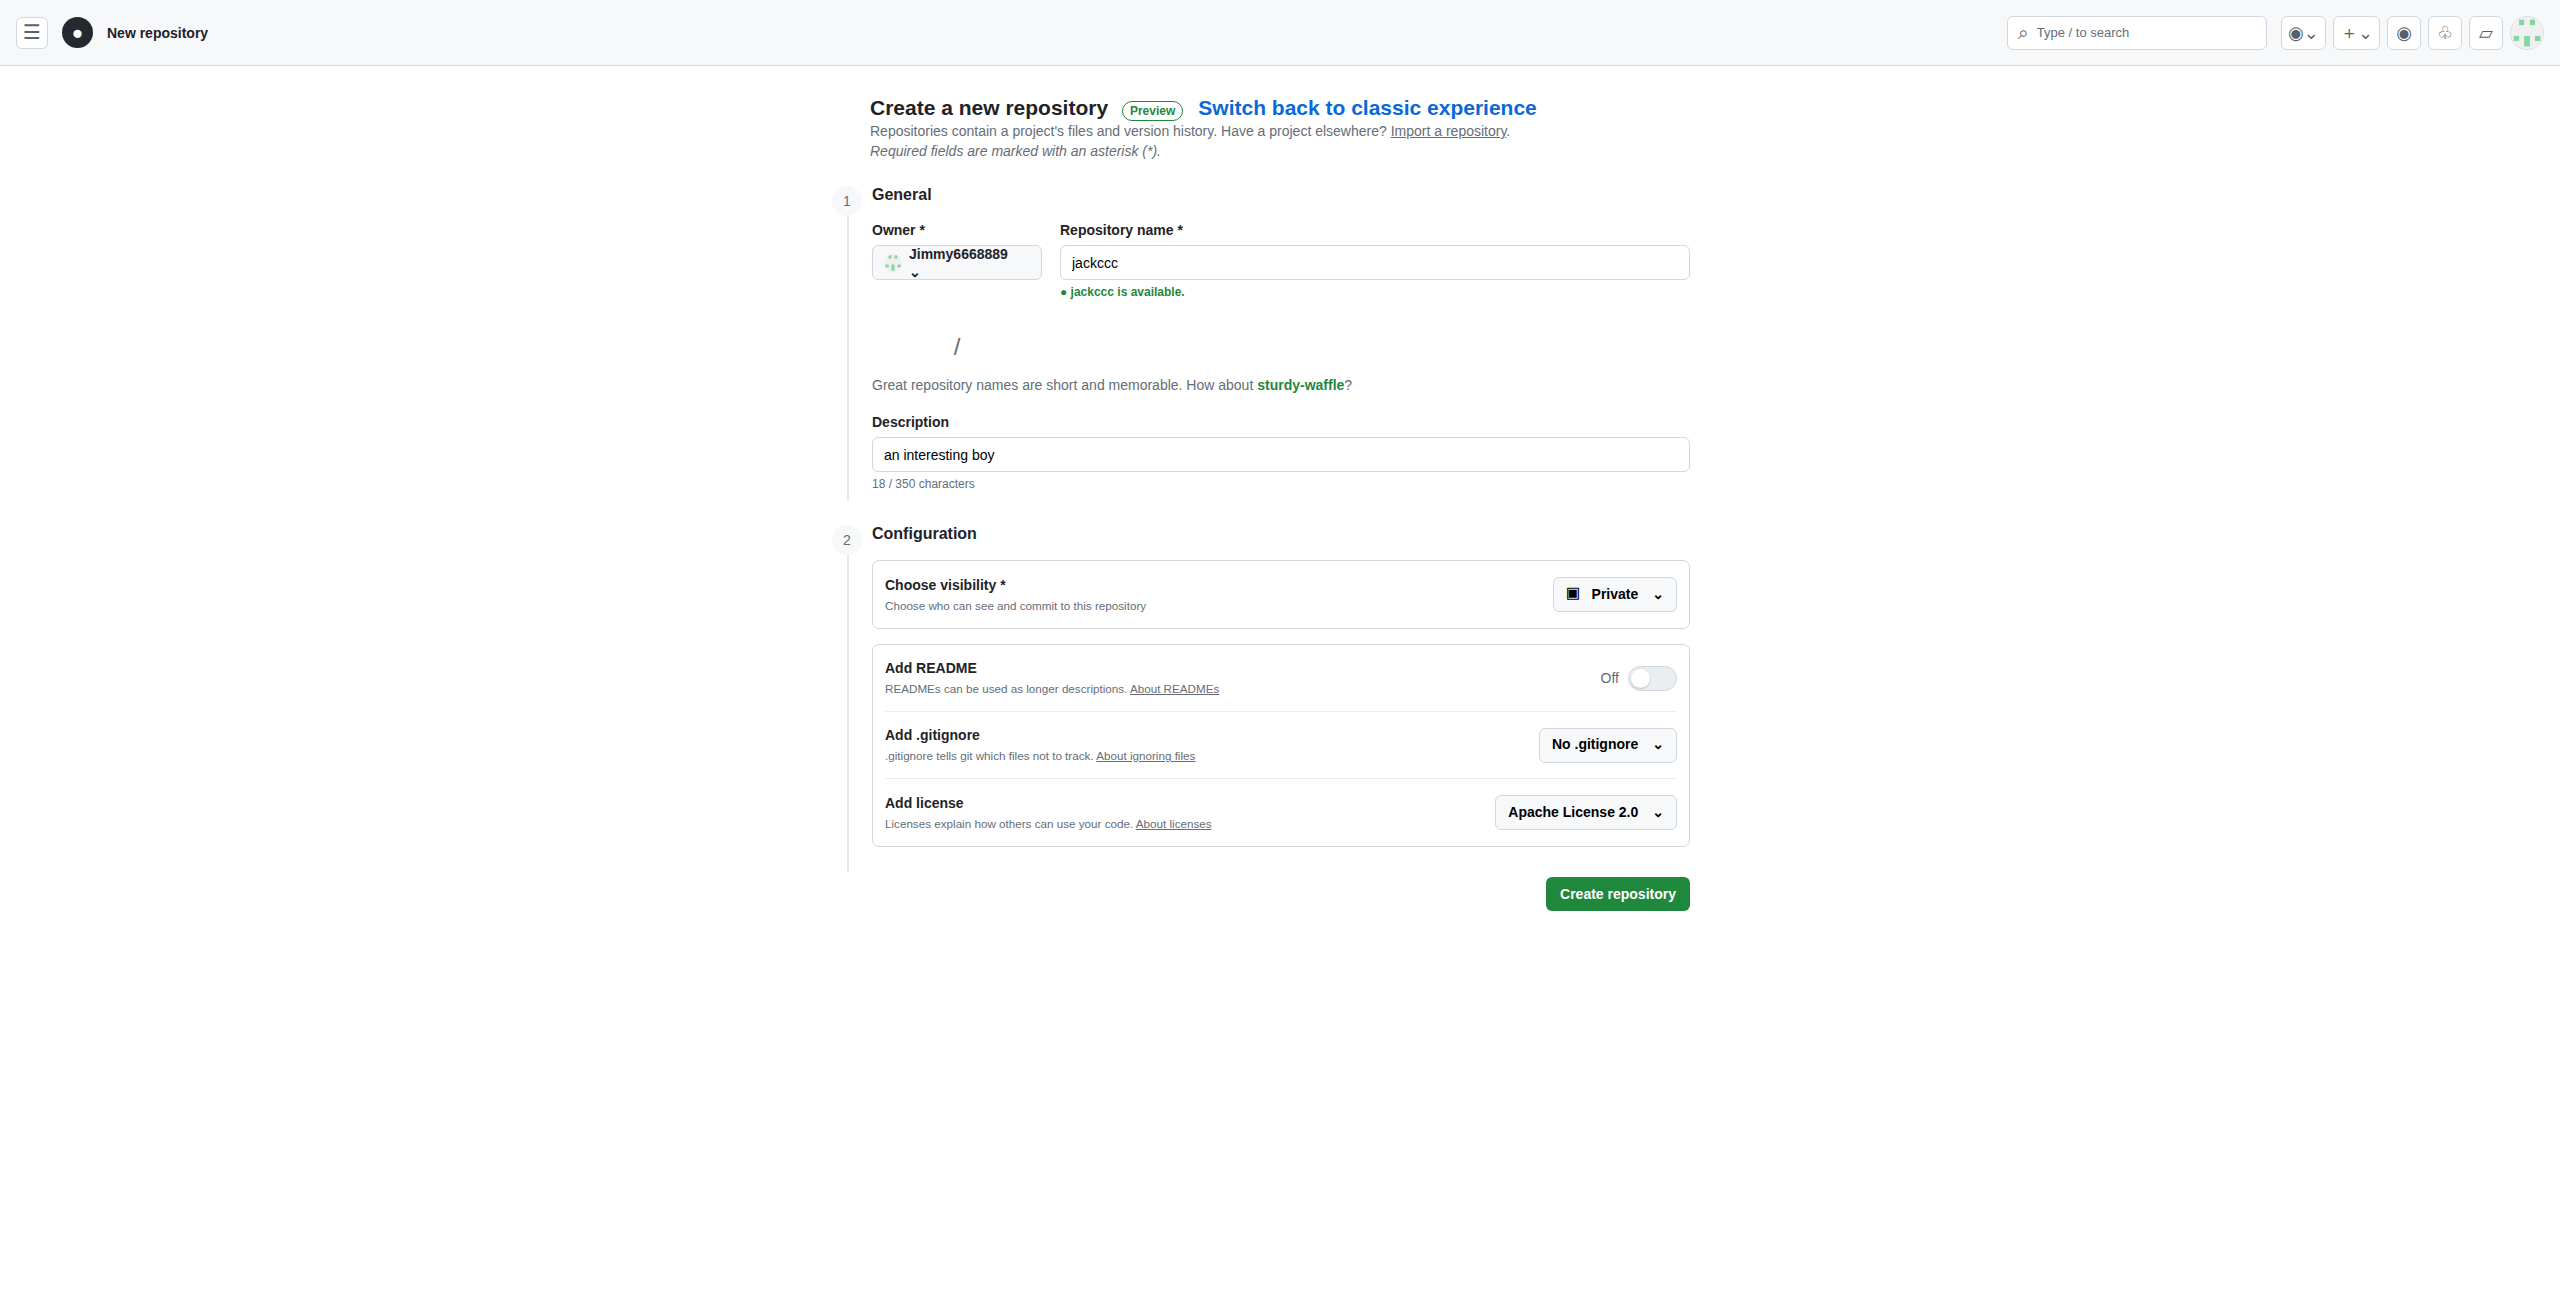 New repository
Type / to search
Create a new repository Preview Switch back to classic experience
Repositories contain a project's files and version history. Have a project elsewhere? Import a repository.
Required fields are marked with an asterisk (*).
1 General
Owner * Repository name *
Jimmy6668889 jackccc
● jackccc is available.
/
Great repository names are short and memorable. How about sturdy-waffle?
Description
an interesting boy
18 / 350 characters
2 Configuration
Choose visibility *
Choose who can see and commit to this repository
Private
Add README
READMEs can be used as longer descriptions. About READMEs
Off
Add .gitignore
.gitignore tells git which files not to track. About ignoring files
No .gitignore
Add license
Licenses explain how others can use your code. About licenses
Apache License 2.0
Create repository